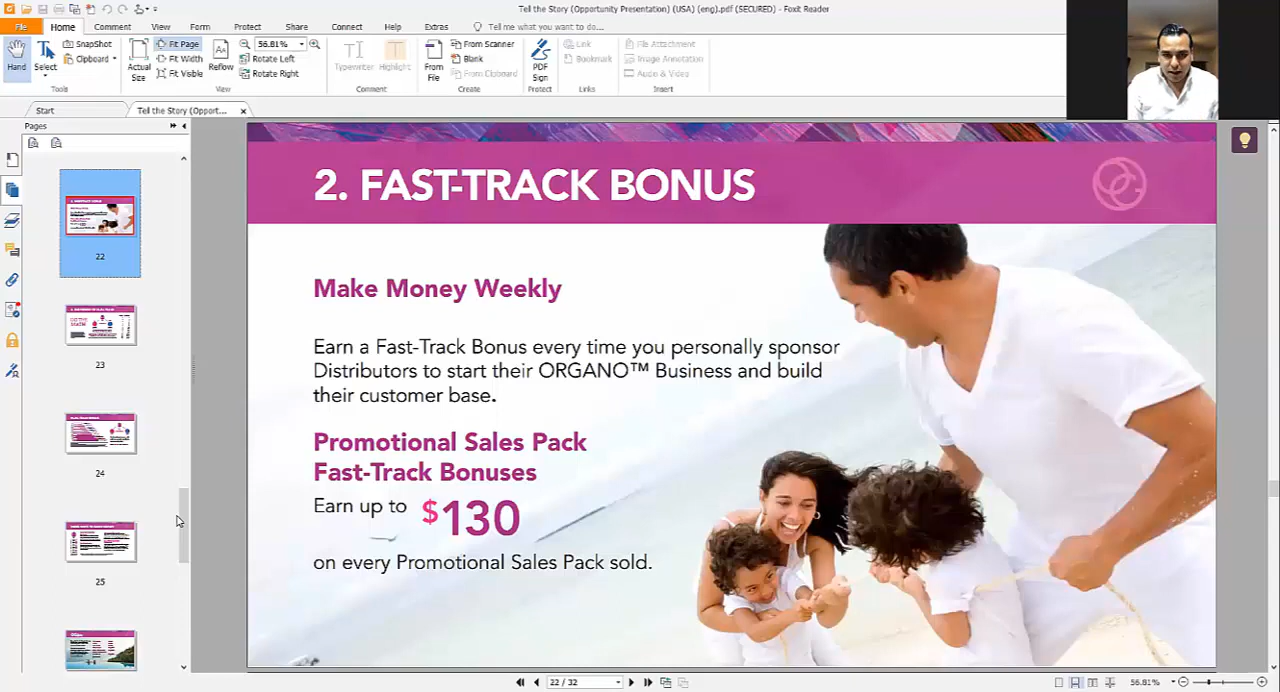 Tell the Story (Opportunity Presentation) (USA) (eng).pdf (SECURED) - Foxit Reader
File Home Comment View Form Protect Share Connect Help Extras Tell me what you want to do...
Hand
Select
SnapShot
Clipboard
Tools
Actual
Size
Fit Page
Fit Width
Fit Visible
Reflow
56.81%
Rotate Left
Rotate Right
View
Typewriter
Highlight
Comment
From
File
From Scanner
Blank
From Clipboard
Create
PDF
Sign
Protect
Link
Bookmark
Links
File Attachment
Image Annotation
Audio & Video
Insert
Start
Tell the Story (Opport...
Pages
22
23
24
25
2. FAST-TRACK BONUS
Make Money Weekly
Earn a Fast-Track Bonus every time you personally sponsor
Distributors to start their ORGANO™ Business and build
their customer base.
Promotional Sales Pack
Fast-Track Bonuses
Earn up to $130
on every Promotional Sales Pack sold.
22 / 32
56.81%